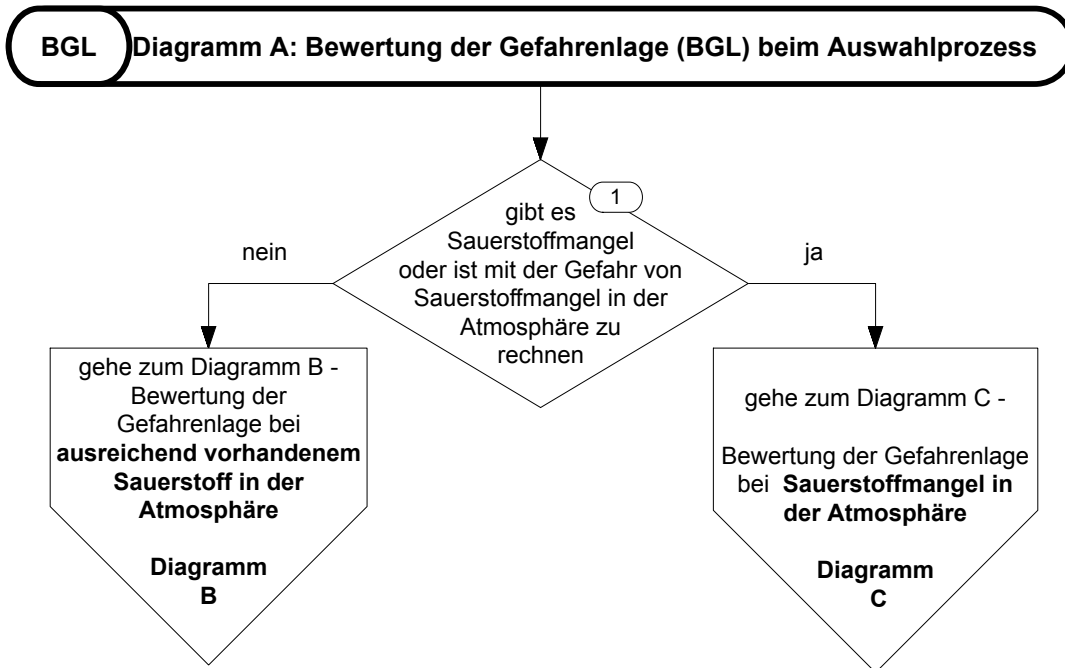 BGL Diagramm A: Bewertung der Gefahrenlage (BGL) beim Auswahlprozess
1
gibt es
Sauerstoffmangel
oder ist mit der Gefahr von
Sauerstoffmangel in der
Atmosphäre zu
rechnen
nein
ja
gehe zum Diagramm B -
Bewertung der
Gefahrenlage bei
ausreichend vorhandenem
Sauerstoff in der
Atmosphäre
Diagramm
B
gehe zum Diagramm C -
Bewertung der Gefahrenlage
bei Sauerstoffmangel in
der Atmosphäre
Diagramm
C